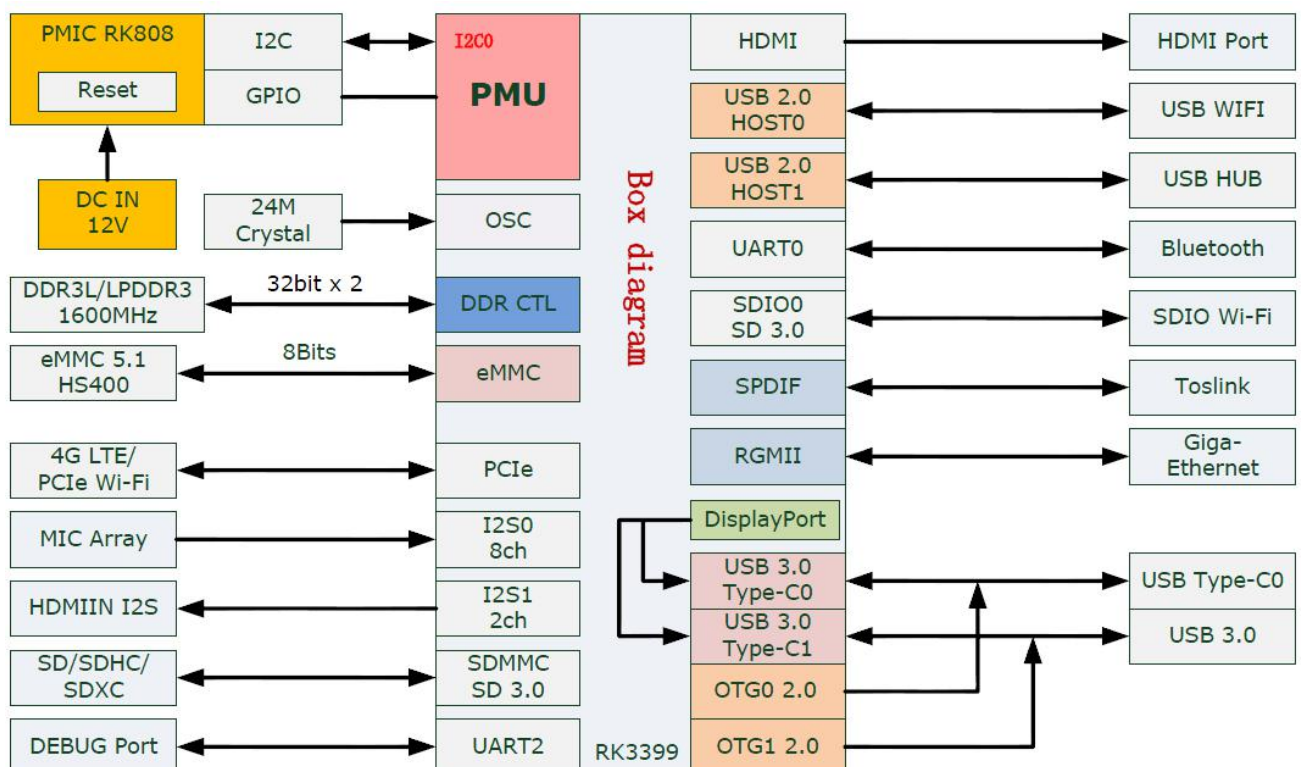 PMIC RK808
Reset
I2C
GPIO
I2C0
PMU
DC IN
12V
24M
Crystal
OSC
DDR3L/LPDDR3
1600MHz
32bit x 2
DDR CTL
eMMC 5.1
HS400
8Bits
eMMC
4G LTE/
PCIe Wi-Fi
PCIe
MIC Array
I2S0
8ch
HDMIIN I2S
I2S1
2ch
SD/SDHC/
SDXC
SDMMC
SD 3.0
DEBUG Port
UART2
Box diagram
RK3399
HDMI
HDMI Port
USB 2.0
HOST0
USB WIFI
USB 2.0
HOST1
USB HUB
UART0
Bluetooth
SDIO0
SD 3.0
SDIO Wi-Fi
SPDIF
Toslink
RGMII
Giga-
Ethernet
DisplayPort
USB 3.0
Type-C0
USB Type-C0
USB 3.0
Type-C1
USB 3.0
OTG0 2.0
OTG1 2.0